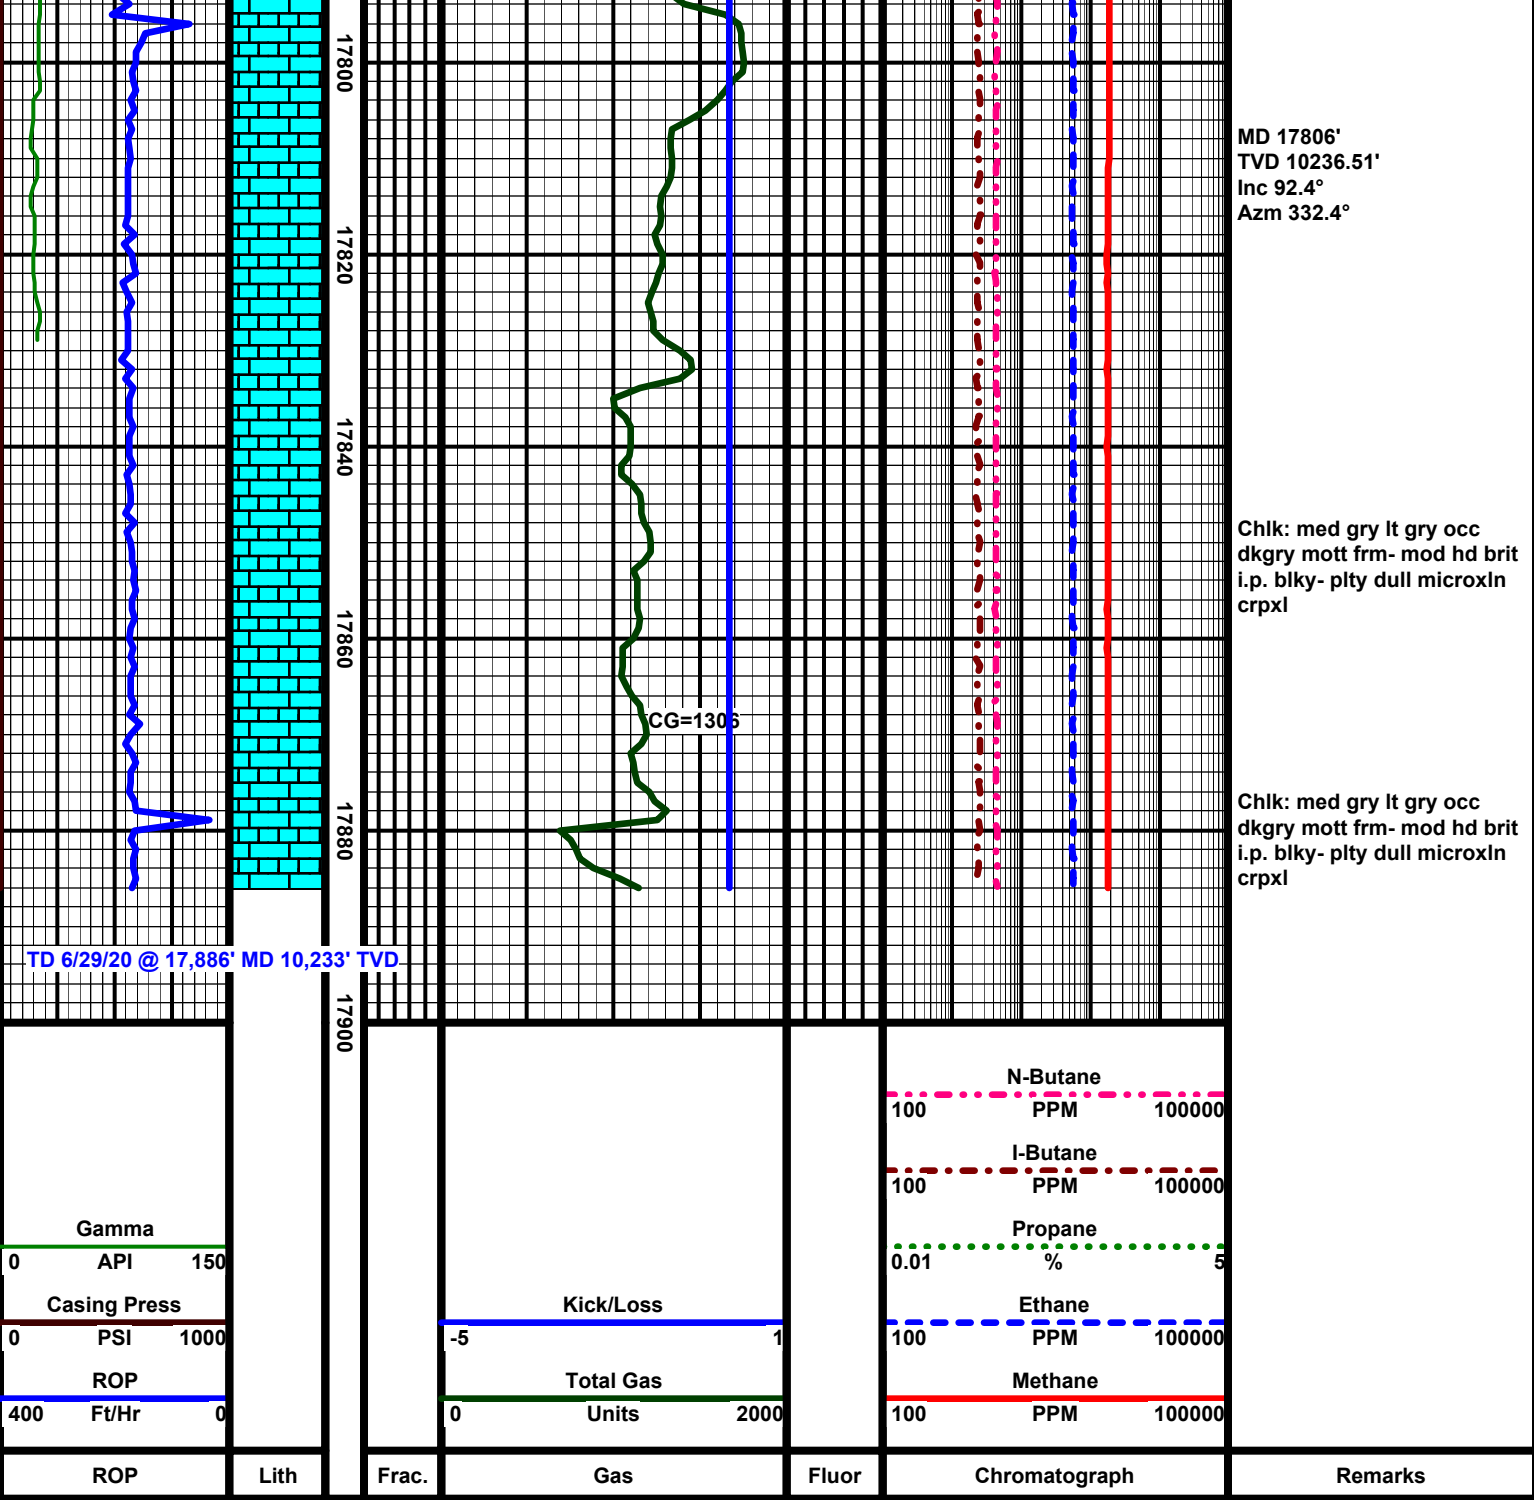 17800
MD 17806'
TVD 10236.51'
Inc 92.4°
Azm 332.4°
17820
17840
Chlk: med gry lt gry occ
dkgry mott frm- mod hd brit
i.p. blky- plty dull microxln
crpxl
17860
CG=1306
Chlk: med gry lt gry occ
dkgry mott frm- mod hd brit
i.p. blky- plty dull microxln
crpxl
17880
TD 6/29/20 @ 17,886' MD 10,233' TVD
17900
N-Butane
100 PPM 100000
I-Butane
100 PPM 100000
Gamma
0 API 150
Propane
0.01 % 5
Casing Press
0 PSI 1000
Kick/Loss
-5 1
Ethane
100 PPM 100000
ROP
400 Ft/Hr 0
Total Gas
0 Units 2000
Methane
100 PPM 100000
ROP Lith Frac. Gas Fluor Chromatograph Remarks